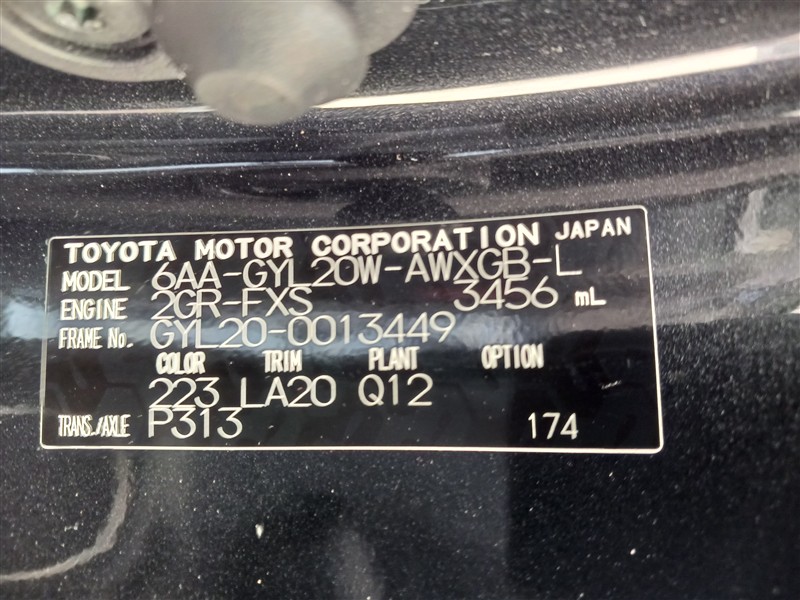 TOYOTA MOTOR CORPORATION JAPAN
MODEL 6AA-GYL20W-AWXGB-L
ENGINE 2GR-FXS 3456 mL
FRAME No. GYL20-0013449
COLOR TRIM PLANT OPTION
223 LA20 Q12
TRANS./AXLE P313 174